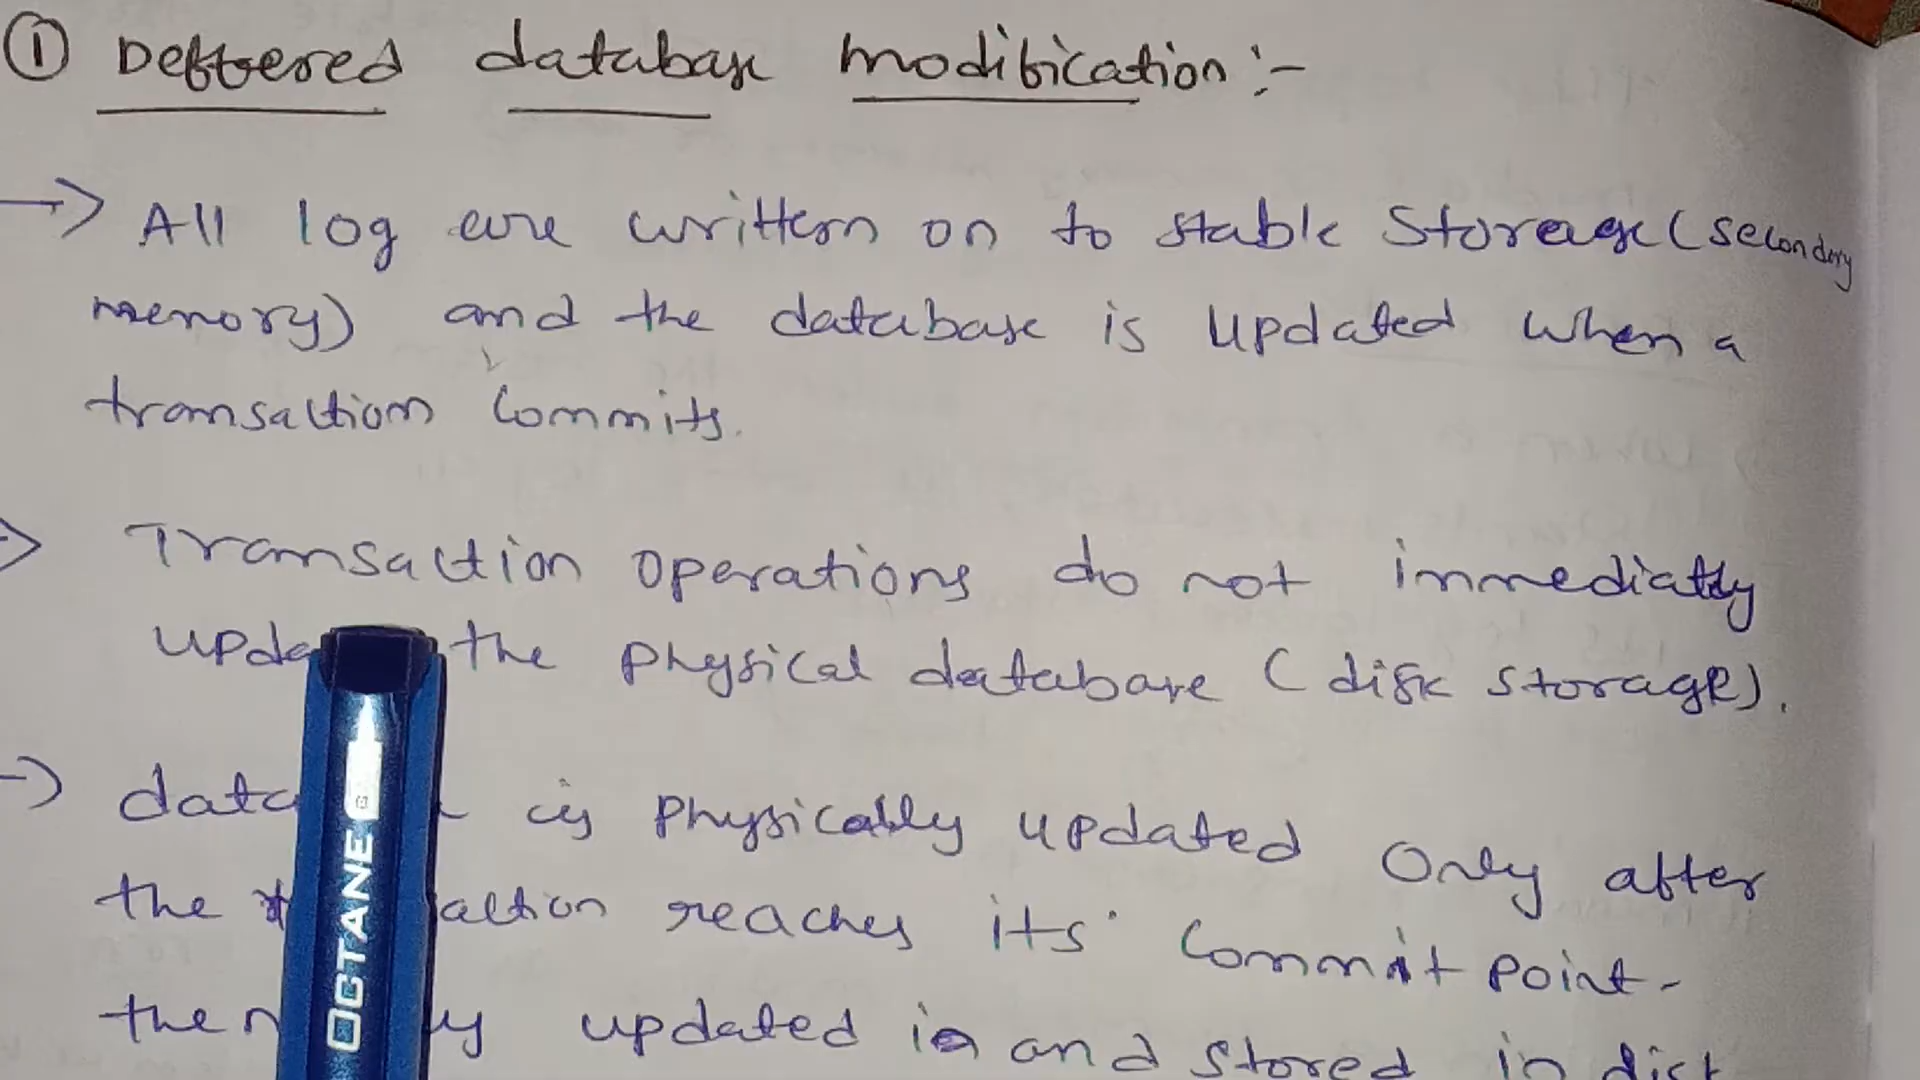 ① Deffered database modification :-
→ All log are written on to stable storage (secondary
memory) and the database is updated when a
transaction commits.
→ Transaction operations do not immediatly
upda the physical database (disk storage).
→ data is physically updated only after
the action reaches its commit point.
the updated in and stored in disk
OCTANE